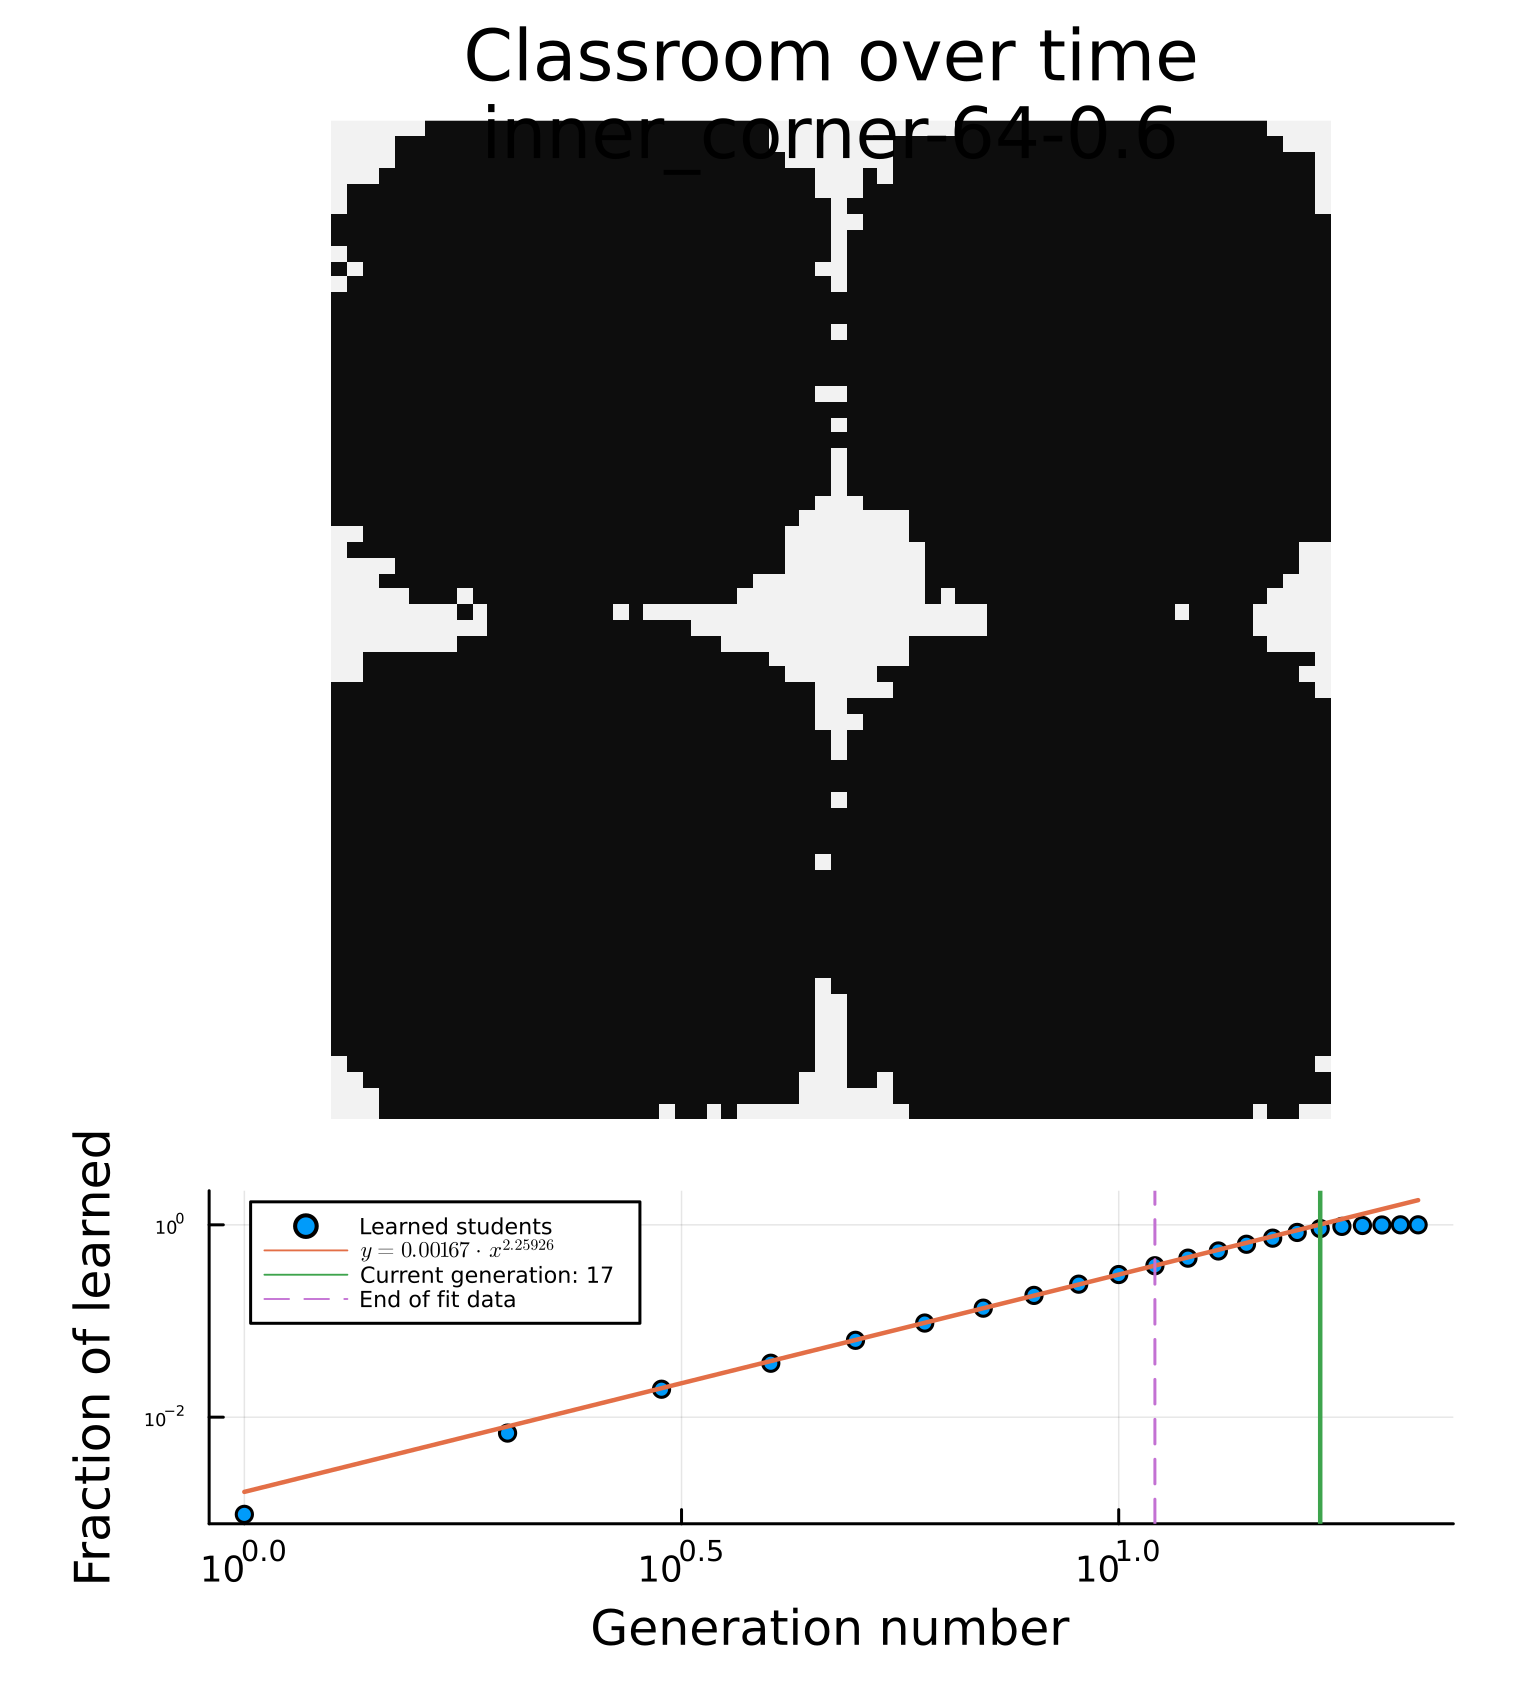 Classroom over time
inner_corner-64-0.6
Fraction of learned
10^0
10^−2
Learned students
y = 0.00167 · x^2.25926
Current generation: 17
End of fit data
10^0.0 10^0.5 10^1.0
Generation number